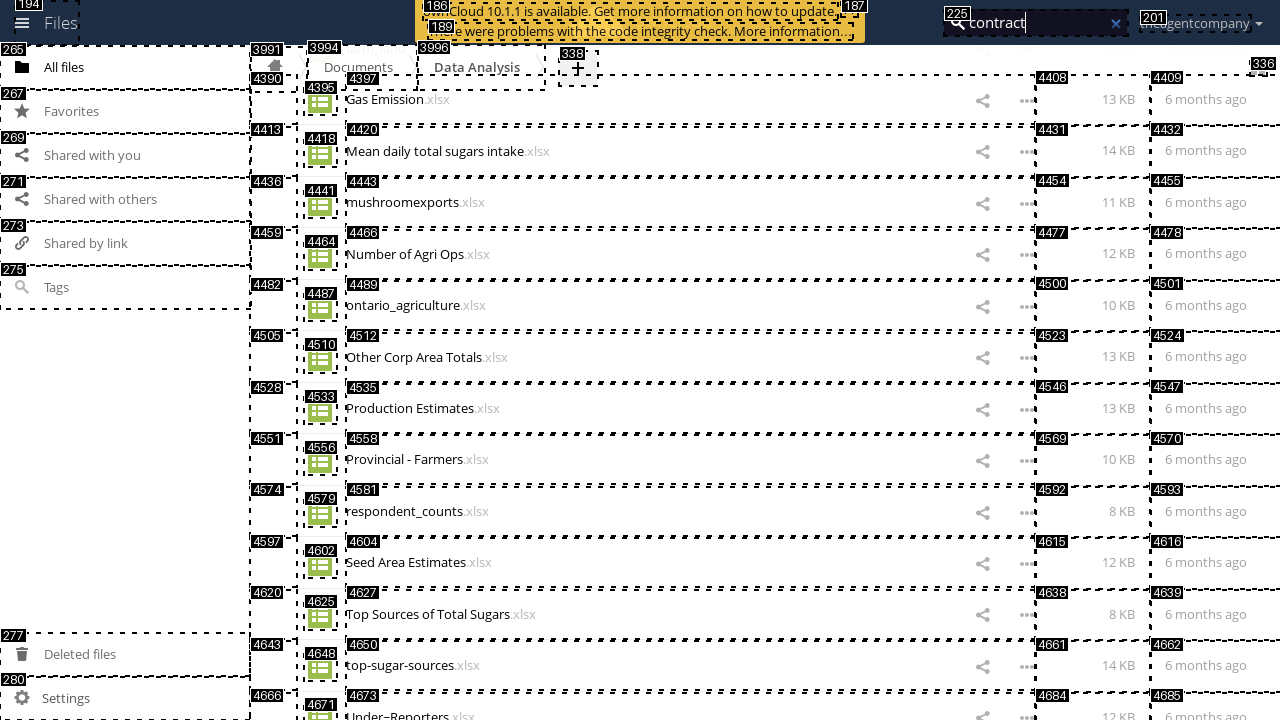 194
Files
186
ownCloud 10.1.1 is available. Get more information on how to update.
187
189
There were problems with the code integrity check. More information…
225
contract
201
theagentcompany
265
All files
267
Favorites
269
Shared with you
271
Shared with others
273
Shared by link
275
Tags
277
Deleted files
280
Settings
3991
3994
Documents
3996
Data Analysis
338
+
336
4390
4395
4397
Gas Emission.xlsx
4408
13 KB
4409
6 months ago
4413
4418
4420
Mean daily total sugars intake.xlsx
4431
14 KB
4432
6 months ago
4436
4441
4443
mushroomexports.xlsx
4454
11 KB
4455
6 months ago
4459
4464
4466
Number of Agri Ops.xlsx
4477
12 KB
4478
6 months ago
4482
4487
4489
ontario_agriculture.xlsx
4500
10 KB
4501
6 months ago
4505
4510
4512
Other Corp Area Totals.xlsx
4523
13 KB
4524
6 months ago
4528
4533
4535
Production Estimates.xlsx
4546
13 KB
4547
6 months ago
4551
4556
4558
Provincial - Farmers.xlsx
4569
10 KB
4570
6 months ago
4574
4579
4581
respondent_counts.xlsx
4592
8 KB
4593
6 months ago
4597
4602
4604
Seed Area Estimates.xlsx
4615
12 KB
4616
6 months ago
4620
4625
4627
Top Sources of Total Sugars.xlsx
4638
8 KB
4639
6 months ago
4643
4648
4650
top-sugar-sources.xlsx
4661
14 KB
4662
6 months ago
4666
4671
4673
Under–Reporters.xlsx
4684
12 KB
4685
6 months ago